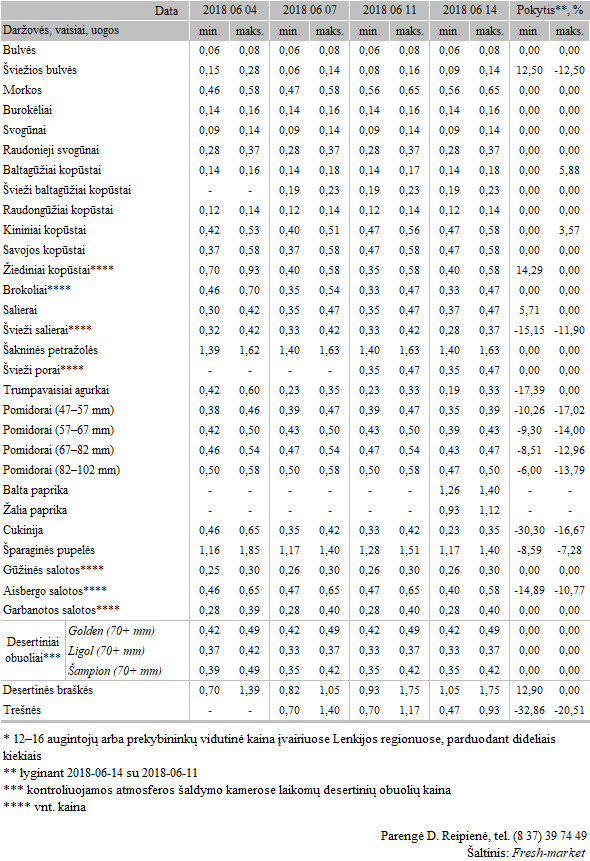 Data 2018 06 04 2018 06 07 2018 06 11 2018 06 14 Pokytis**, %
Daržovės, vaisiai, uogos min. maks. min. maks. min. maks. min. maks. min. maks.
Bulvės 0,06 0,08 0,06 0,08 0,06 0,08 0,06 0,08 0,00 0,00
Šviežios bulvės 0,15 0,28 0,06 0,14 0,08 0,16 0,09 0,14 12,50 -12,50
Morkos 0,46 0,58 0,47 0,58 0,56 0,65 0,56 0,65 0,00 0,00
Burokėliai 0,14 0,16 0,14 0,16 0,14 0,16 0,14 0,16 0,00 0,00
Svogūnai 0,09 0,14 0,09 0,14 0,09 0,14 0,09 0,14 0,00 0,00
Raudonieji svogūnai 0,28 0,37 0,28 0,37 0,28 0,37 0,28 0,37 0,00 0,00
Baltagūžiai kopūstai 0,14 0,16 0,14 0,18 0,14 0,17 0,14 0,18 0,00 5,88
Švieži baltagūžiai kopūstai - - 0,19 0,23 0,19 0,23 0,19 0,23 0,00 0,00
Raudongūžiai kopūstai 0,12 0,14 0,12 0,14 0,12 0,14 0,12 0,14 0,00 0,00
Kininiai kopūstai 0,42 0,53 0,40 0,51 0,47 0,56 0,47 0,58 0,00 3,57
Savojos kopūstai 0,37 0,58 0,37 0,58 0,47 0,58 0,47 0,58 0,00 0,00
Žiediniai kopūstai**** 0,70 0,93 0,40 0,58 0,35 0,58 0,40 0,58 14,29 0,00
Brokoliai**** 0,46 0,70 0,35 0,54 0,33 0,47 0,33 0,47 0,00 0,00
Salierai 0,30 0,42 0,35 0,47 0,35 0,47 0,37 0,47 5,71 0,00
Švieži salierai**** 0,32 0,42 0,33 0,42 0,33 0,42 0,28 0,37 -15,15 -11,90
Šakninės petražolės 1,39 1,62 1,40 1,63 1,40 1,63 1,40 1,63 0,00 0,00
Švieži porai**** - - - - 0,35 0,47 0,35 0,47 0,00 0,00
Trumpavaisiai agurkai 0,42 0,60 0,23 0,35 0,23 0,33 0,19 0,33 -17,39 0,00
Pomidorai (47–57 mm) 0,38 0,46 0,39 0,47 0,39 0,47 0,35 0,39 -10,26 -17,02
Pomidorai (57–67 mm) 0,42 0,50 0,43 0,50 0,43 0,50 0,39 0,43 -9,30 -14,00
Pomidorai (67–82 mm) 0,46 0,54 0,47 0,54 0,47 0,54 0,43 0,47 -8,51 -12,96
Pomidorai (82–102 mm) 0,50 0,58 0,50 0,58 0,50 0,58 0,47 0,50 -6,00 -13,79
Balta paprika - - - - - - 1,26 1,40 - -
Žalia paprika - - - - - - 0,93 1,12 - -
Cukinija 0,46 0,65 0,35 0,42 0,33 0,42 0,23 0,35 -30,30 -16,67
Šparaginės pupelės 1,16 1,85 1,17 1,40 1,28 1,51 1,17 1,40 -8,59 -7,28
Gūžinės salotos**** 0,25 0,30 0,26 0,30 0,26 0,30 0,26 0,30 0,00 0,00
Aisbergo salotos**** 0,46 0,65 0,47 0,65 0,47 0,65 0,40 0,58 -14,89 -10,77
Garbanotos salotos**** 0,28 0,39 0,28 0,40 0,28 0,40 0,28 0,40 0,00 0,00
Desertiniai obuoliai*** Golden (70+ mm) 0,42 0,49 0,42 0,49 0,42 0,49 0,42 0,49 0,00 0,00
Ligol (70+ mm) 0,37 0,42 0,33 0,37 0,33 0,37 0,33 0,37 0,00 0,00
Šampion (70+ mm) 0,39 0,49 0,35 0,42 0,35 0,42 0,35 0,42 0,00 0,00
Desertinės braškės 0,70 1,39 0,82 1,05 0,93 1,75 1,05 1,75 12,90 0,00
Trešnės - - 0,70 1,40 0,70 1,17 0,47 0,93 -32,86 -20,51
* 12–16 augintojų arba prekybininkų vidutinė kaina įvairiuose Lenkijos regionuose, parduodant dideliais
kiekiais
** lyginant 2018-06-14 su 2018-06-11
*** kontroliuojamos atmosferos šaldymo kamerose laikomų desertinių obuolių kaina
**** vnt. kaina
Parengė D. Reipienė, tel. (8 37) 39 74 49
Šaltinis: Fresh-market